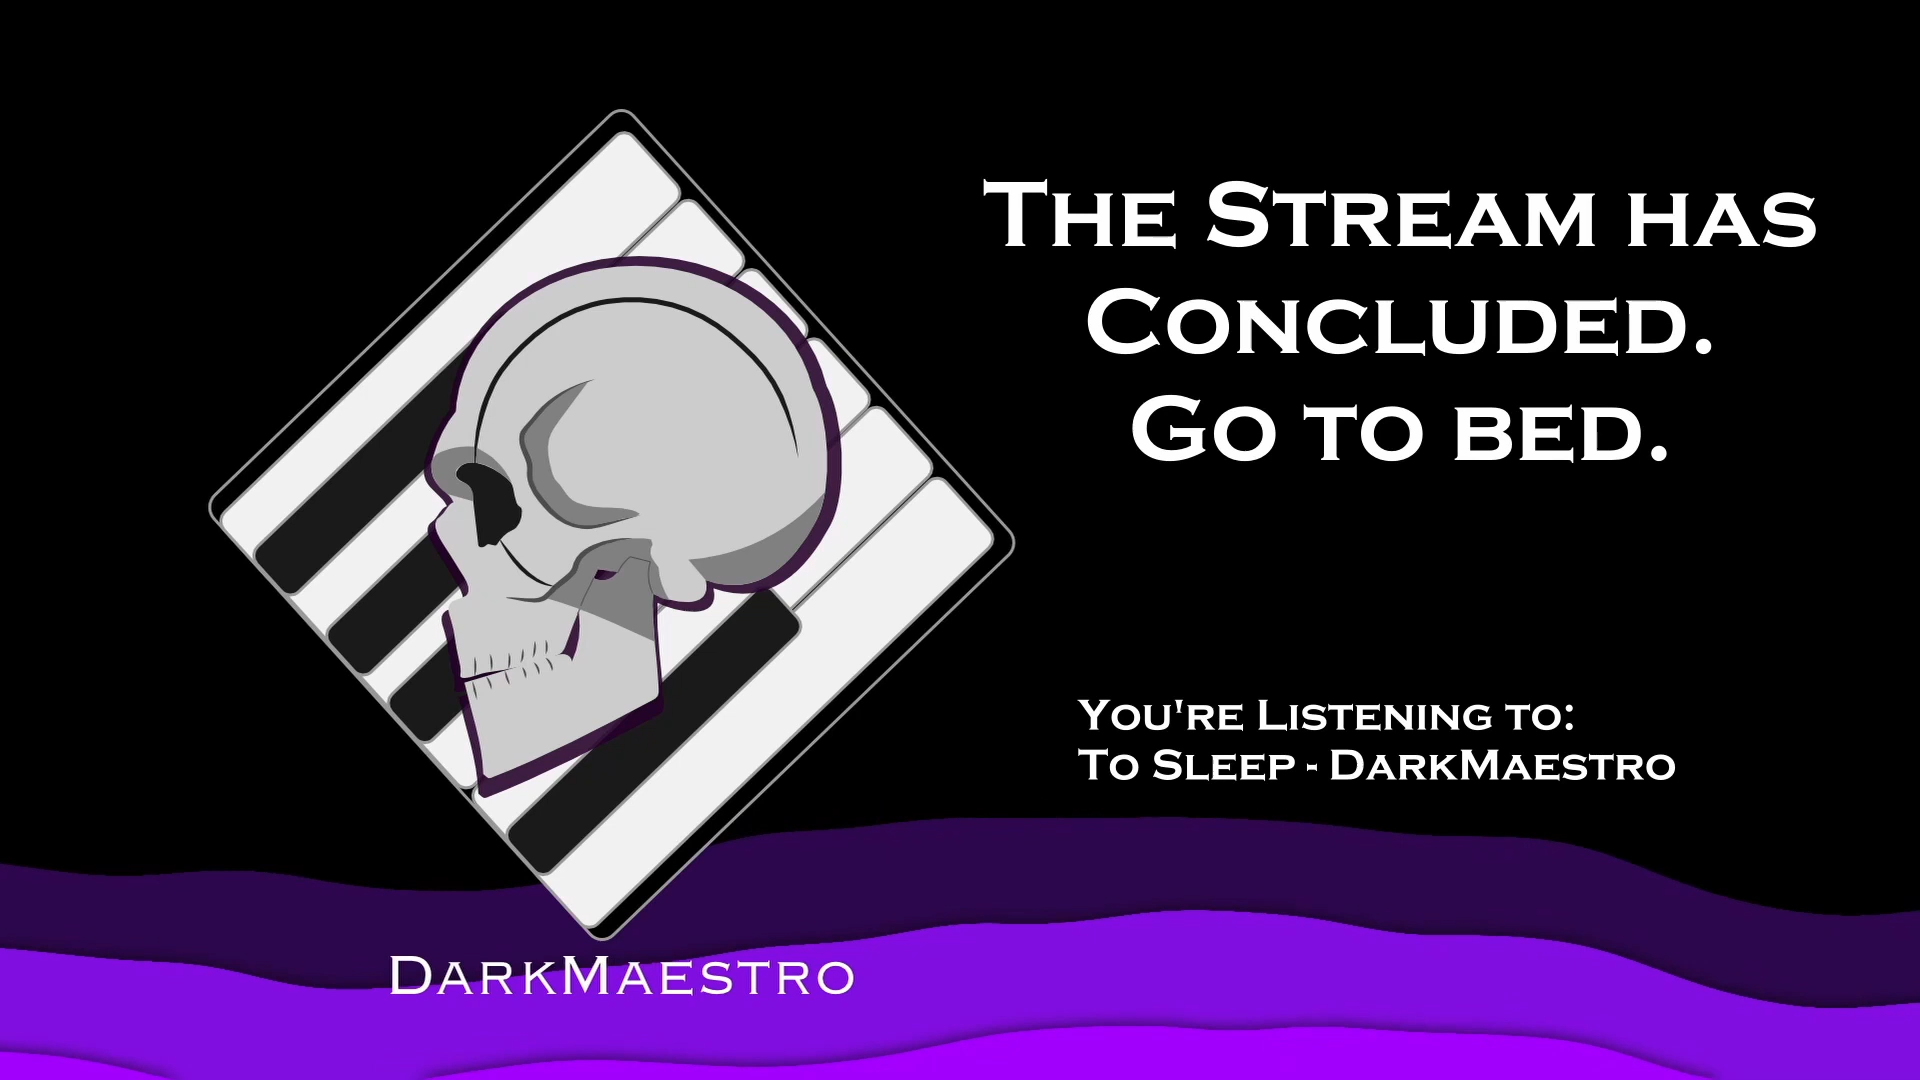 The Stream has
Concluded.
Go to bed.
You're Listening to:
To Sleep - DarkMaestro
DarkMaestro